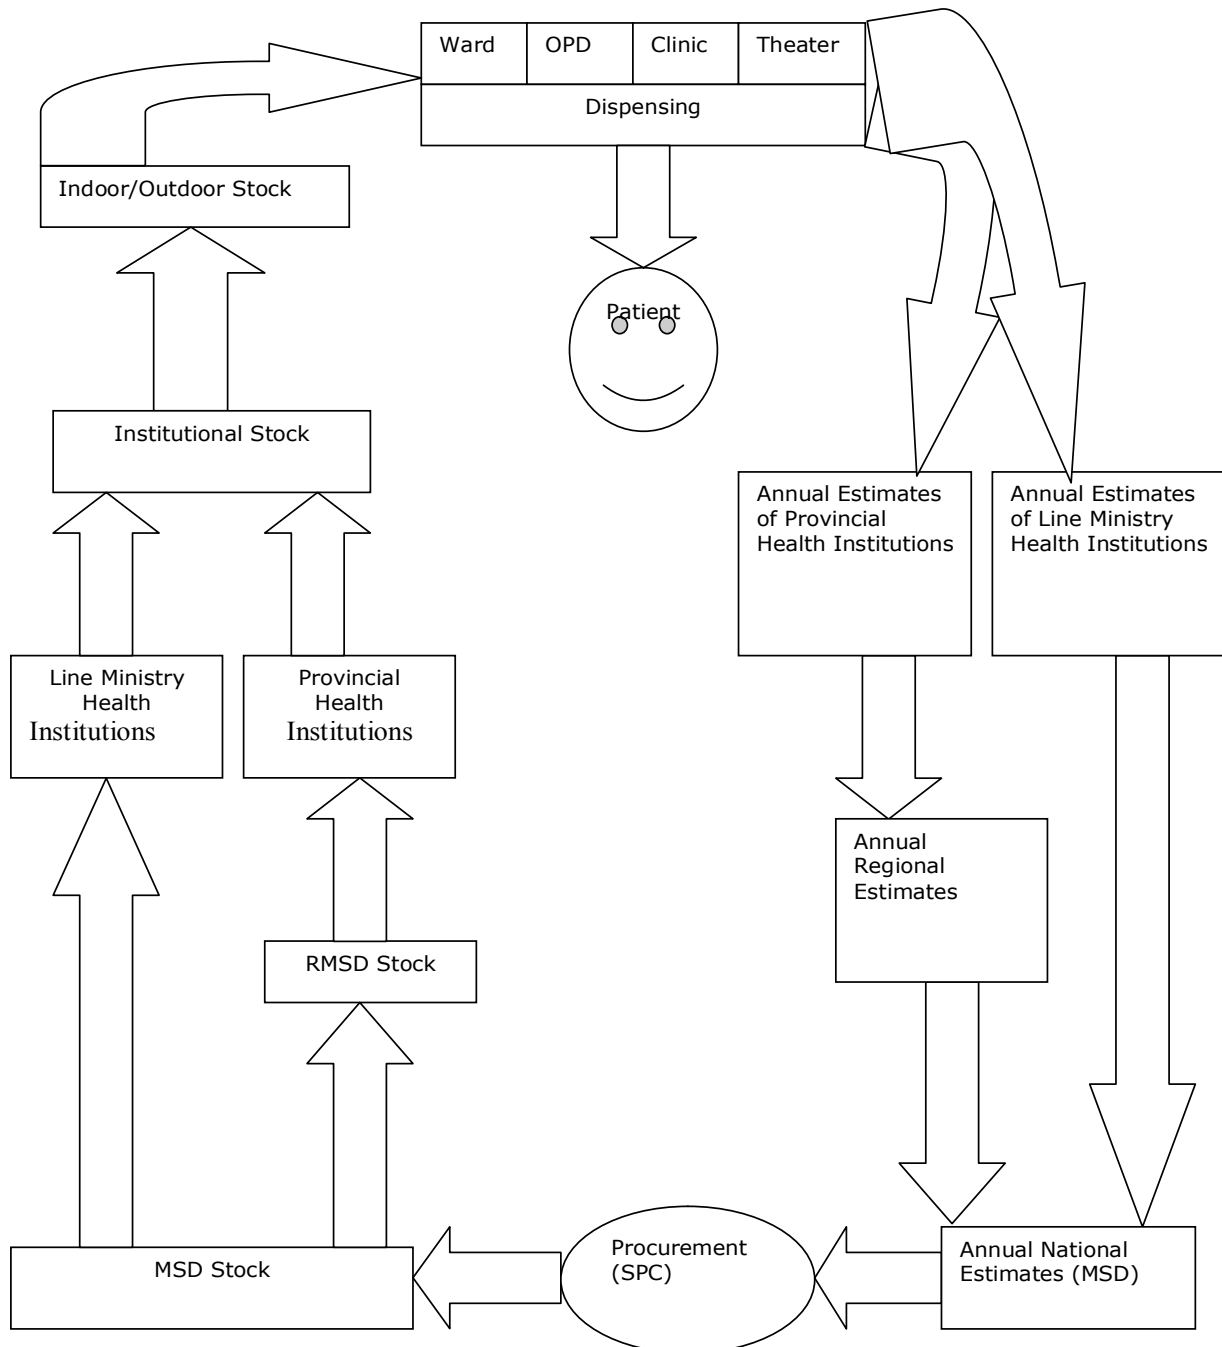 Ward
OPD
Clinic
Theater
Dispensing
Indoor/Outdoor Stock
Patient
Institutional Stock
Annual Estimates
of Provincial
Health Institutions
Annual Estimates
of Line Ministry
Health Institutions
Line Ministry
Health
Institutions
Provincial
Health
Institutions
Annual
Regional
Estimates
RMSD Stock
MSD Stock
Procurement
(SPC)
Annual National
Estimates (MSD)